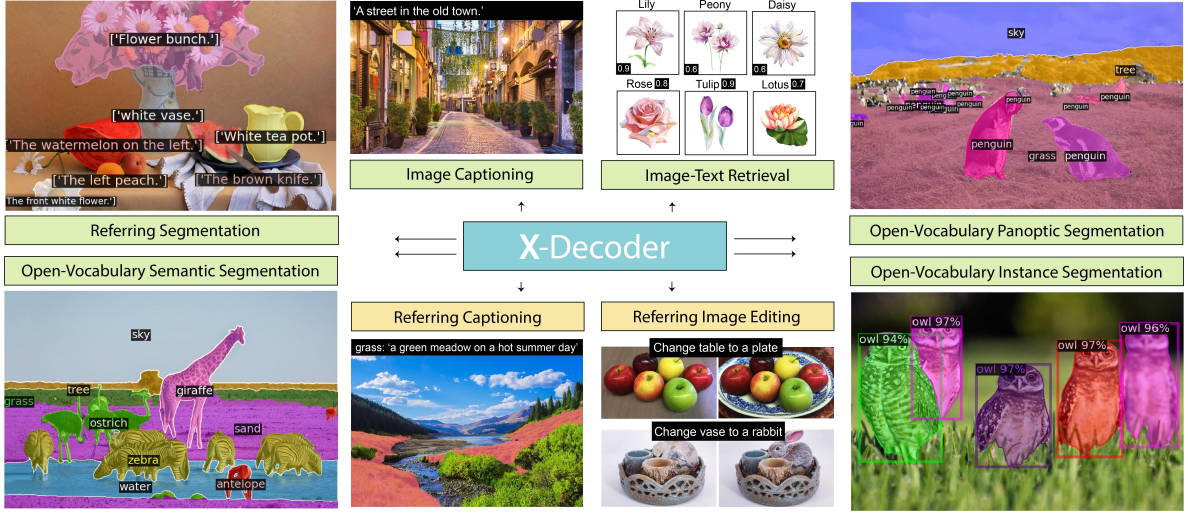 ['Flower bunch.']
['white vase.']
['White tea pot.']
['The watermelon on the left.']
['The left peach.']
['The brown knife.']
The front white flower.']
Referring Segmentation
'A street in the old town.'
Image Captioning
Lily Peony Daisy
0.9 0.6 0.6
Rose 0.8 Tulip 0.9 Lotus 0.7
Image-Text Retrieval
sky
tree
penguin
penguin
penguin
penguin
penguin
penguin
penguin
penguin
grass
penguin
Open-Vocabulary Panoptic Segmentation
X-Decoder
Open-Vocabulary Semantic Segmentation
sky
tree
giraffe
grass
ostrich
sand
zebra
water
antelope
Referring Captioning
grass: 'a green meadow on a hot summer day'
Referring Image Editing
Change table to a plate
Change vase to a rabbit
Open-Vocabulary Instance Segmentation
owl 97%
owl 96%
owl 94%
owl 97%
owl 97%